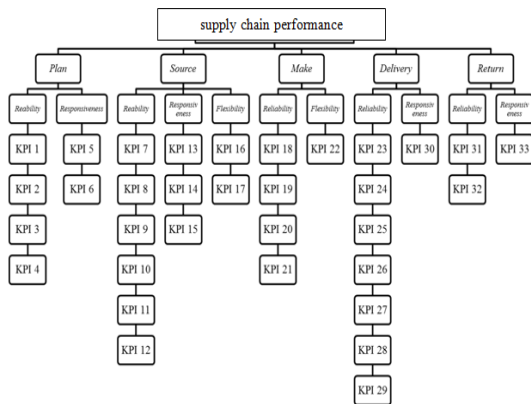 supply chain performance
Plan
Source
Make
Delivery
Return
Reability
Responsiveness
Reability
Responsiv
eness
Flexibility
Reliability
Flexibility
Reliability
Responsiv
eness
Reliability
Responsiv
eness
KPI 1
KPI 5
KPI 7
KPI 13
KPI 16
KPI 18
KPI 22
KPI 23
KPI 30
KPI 31
KPI 33
KPI 2
KPI 6
KPI 8
KPI 14
KPI 17
KPI 19
KPI 24
KPI 32
KPI 3
KPI 9
KPI 15
KPI 20
KPI 25
KPI 4
KPI 10
KPI 21
KPI 26
KPI 11
KPI 27
KPI 12
KPI 28
KPI 29